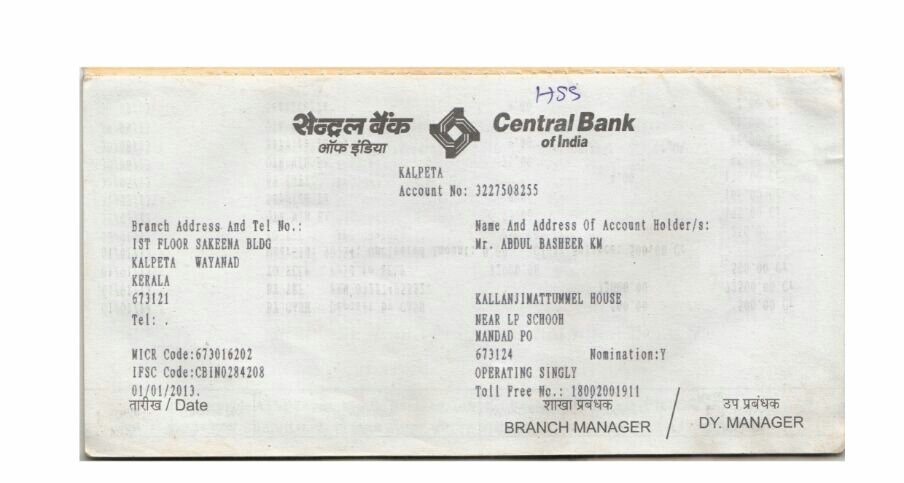 HSS
सेन्ट्रल बैंक Central Bank
ऑफ इंडिया of India
KALPETA
Account No: 3227508255
Branch Address And Tel No.:
IST FLOOR SAKEENA BLDG
KALPETA WAYANAD
KERALA
673121
Tel: .
MICR Code:673016202
IFSC Code:CBIN0284208
01/01/2013.
तारीख / Date
Name And Address Of Account Holder/s:
Mr. ABDUL BASHEER KM
KALLANJIMATTUMMEL HOUSE
NEAR LP SCHOOH
MANDAD PO
673124 Nomination:Y
OPERATING SINGLY
Toll Free No.: 18002001911
शाखा प्रबंधक / उप प्रबंधक
BRANCH MANAGER / DY. MANAGER